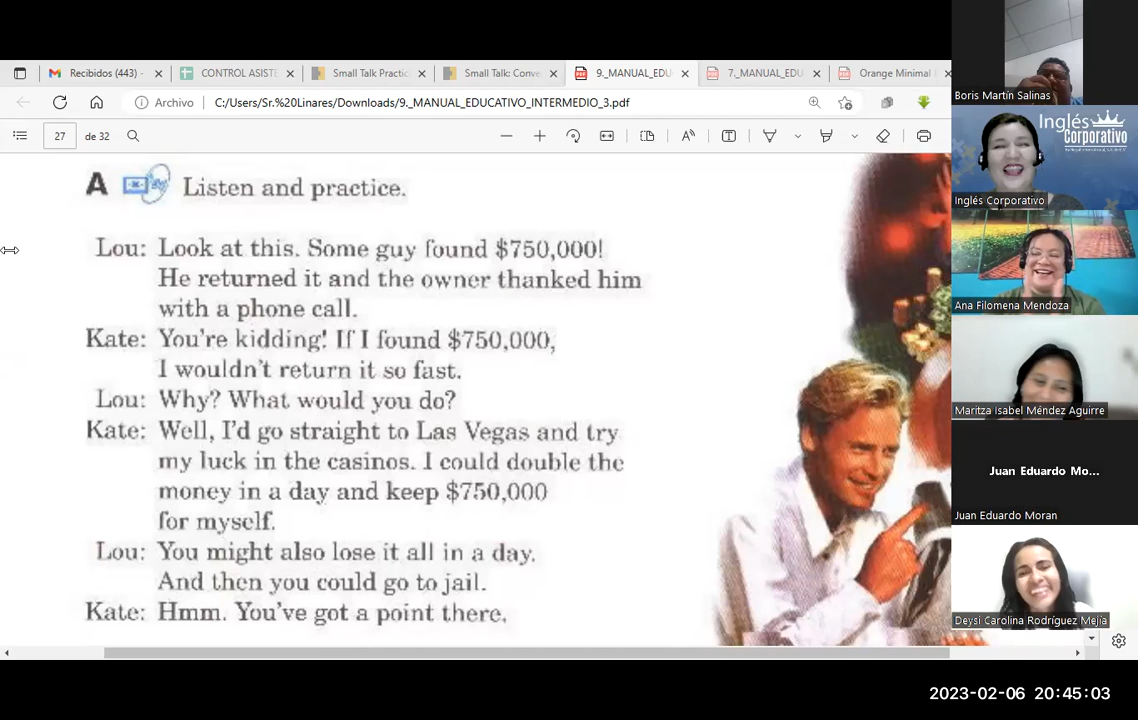 Recibidos (443) -
CONTROL ASIST
Small Talk Practic
Small Talk: Conve
9._MANUAL_EDU
7._MANUAL_EDU
Orange Minimal
Archivo
C:/Users/Sr.%20Linares/Downloads/9._MANUAL_EDUCATIVO_INTERMEDIO_3.pdf
27 de 32
A Listen and practice.
Lou: Look at this. Some guy found $750,000!
He returned it and the owner thanked him
with a phone call.
Kate: You're kidding! If I found $750,000,
I wouldn't return it so fast.
Lou: Why? What would you do?
Kate: Well, I'd go straight to Las Vegas and try
my luck in the casinos. I could double the
money in a day and keep $750,000
for myself.
Lou: You might also lose it all in a day.
And then you could go to jail.
Kate: Hmm. You've got a point there.
Boris Martín Salinas
Inglés
Corporativo
Inglés Corporativo
Ana Filomena Mendoza
Maritza Isabel Méndez Aguirre
Juan Eduardo Mo...
Juan Eduardo Moran
Deysi Carolina Rodríguez Mejia
2023-02-06 20:45:03